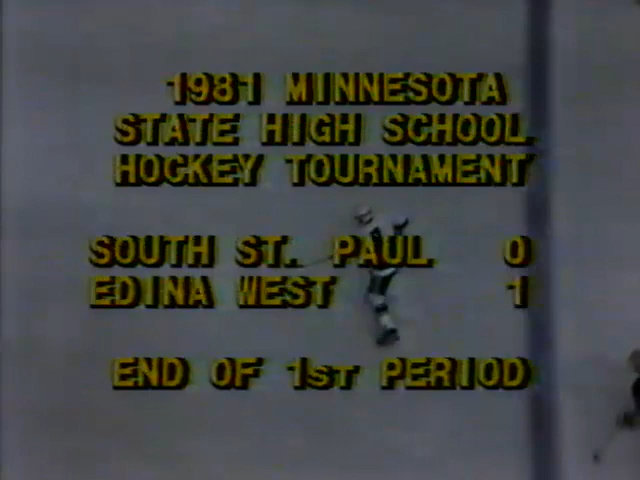 1981 MINNESOTA
STATE HIGH SCHOOL
HOCKEY TOURNAMENT
SOUTH ST. PAUL 0
EDINA WEST 1
END OF 1ST PERIOD